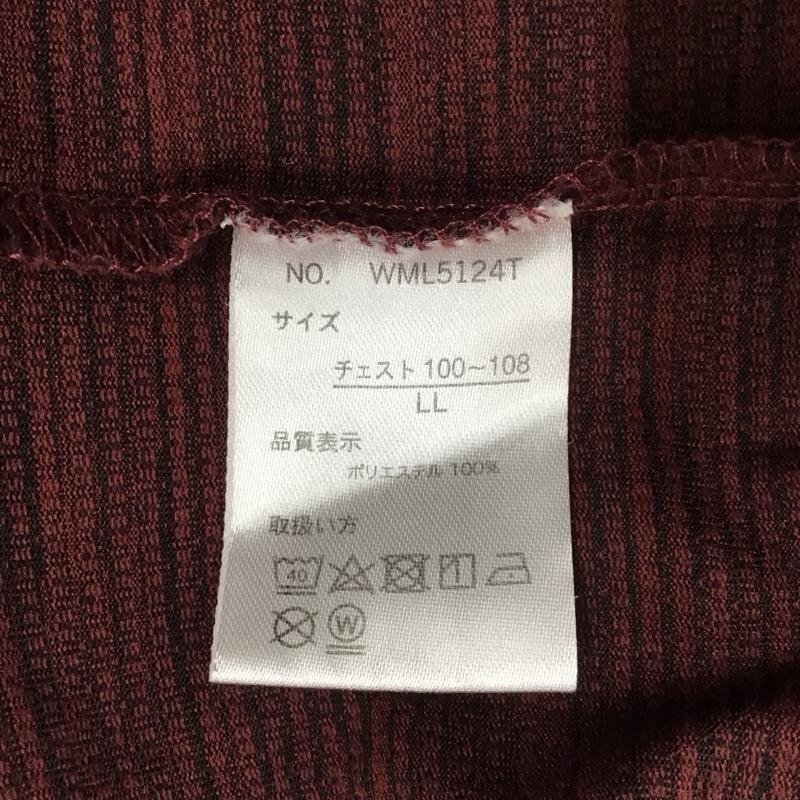 NO. WML5124T
サイズ
チェスト 100~108
LL
品質表示
ポリエステル 100%
取扱い方
40
W